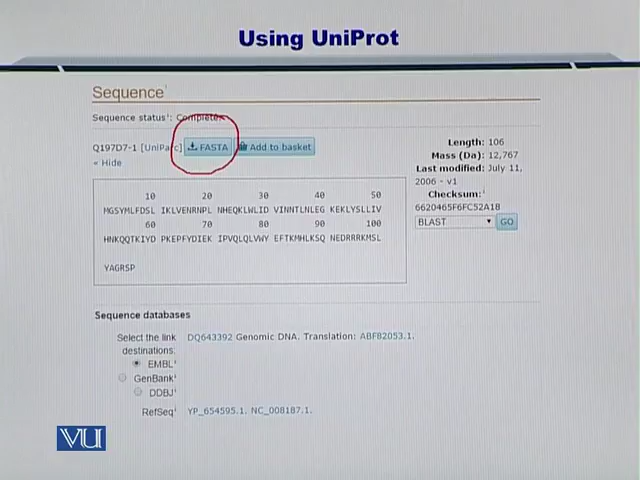 Using UniProt
Sequence
Sequence status: Complete.
Q197D7-1 [UniParc] FASTA Add to basket
« Hide
Length: 106
Mass (Da): 12,767
Last modified: July 11,
2006 - v1
Checksum:
6620465F6FC52A18
BLAST GO
10 20 30 40 50
MGSYMLFDSL IKLVENRNPL NHEQKLWLID VINNTLNLEG KEKLYSLLIV
60 70 80 90 100
HNKQQTKIYD PKEPFYDIEK IPVQLQLVWY EFTKMHLKSQ NEDRRRKMSL
YAGRSP
Sequence databases
Select the link
destinations:
EMBL
GenBank
DDBJ
DQ643392 Genomic DNA. Translation: ABF82053.1.
RefSeq YP_654595.1. NC_008187.1.
VU